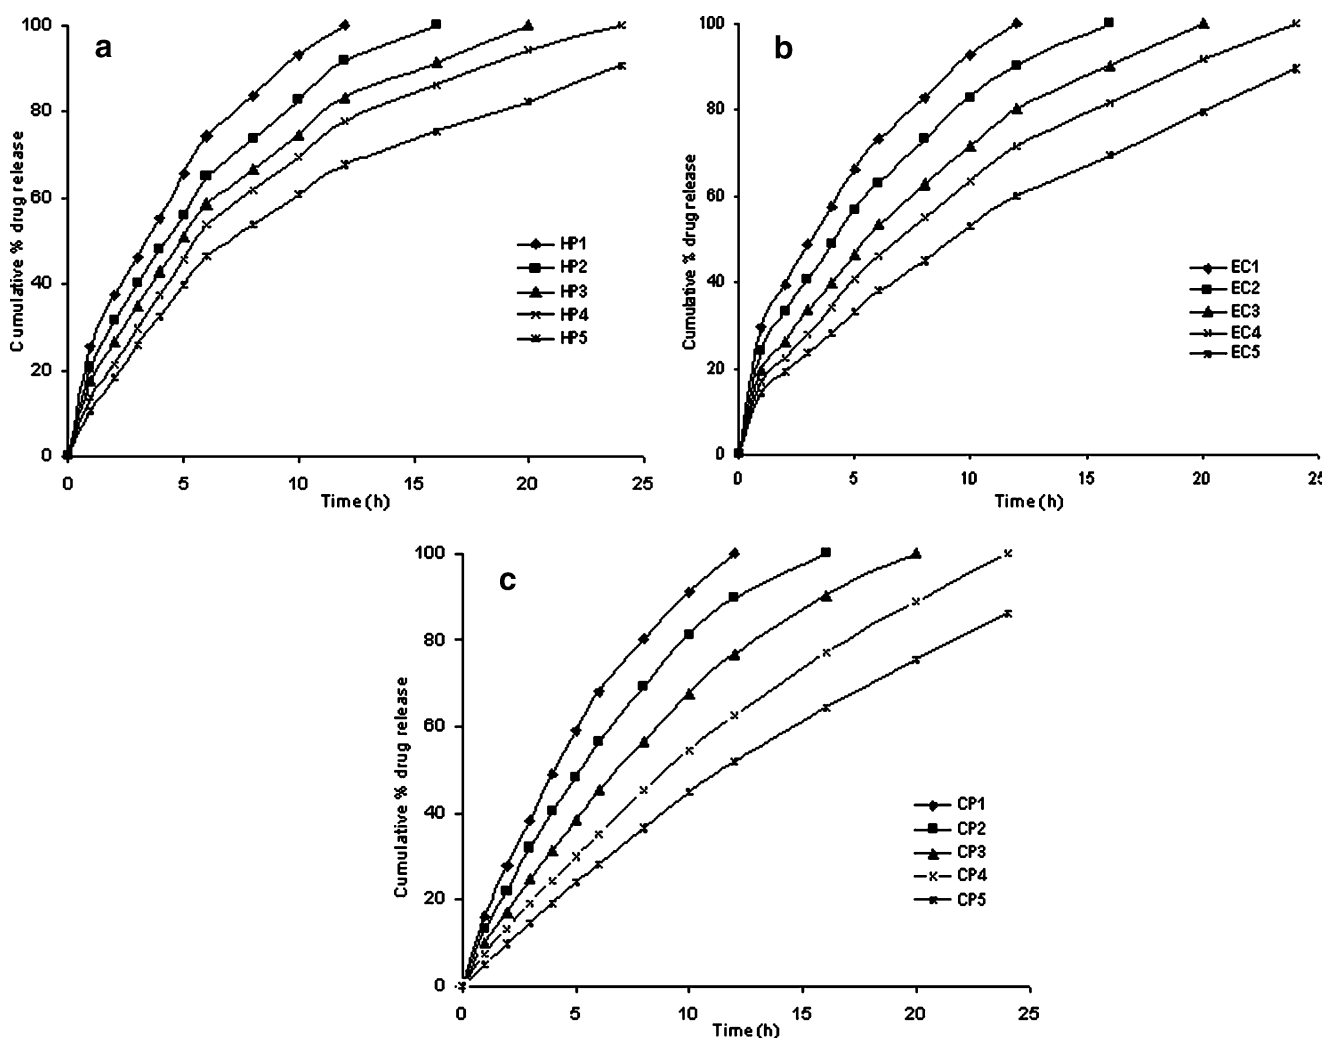 a
Cumulative % drug release
100
80
60
40
20
0
0 5 10 15 20 25
Time (h)
HP1
HP2
HP3
HP4
HP5
b
Cumulative % drug release
100
80
60
40
20
0
0 5 10 15 20 25
Time (h)
EC1
EC2
EC3
EC4
EC5
c
Cumulative % drug release
100
80
60
40
20
0
0 5 10 15 20 25
Time (h)
CP1
CP2
CP3
CP4
CP5